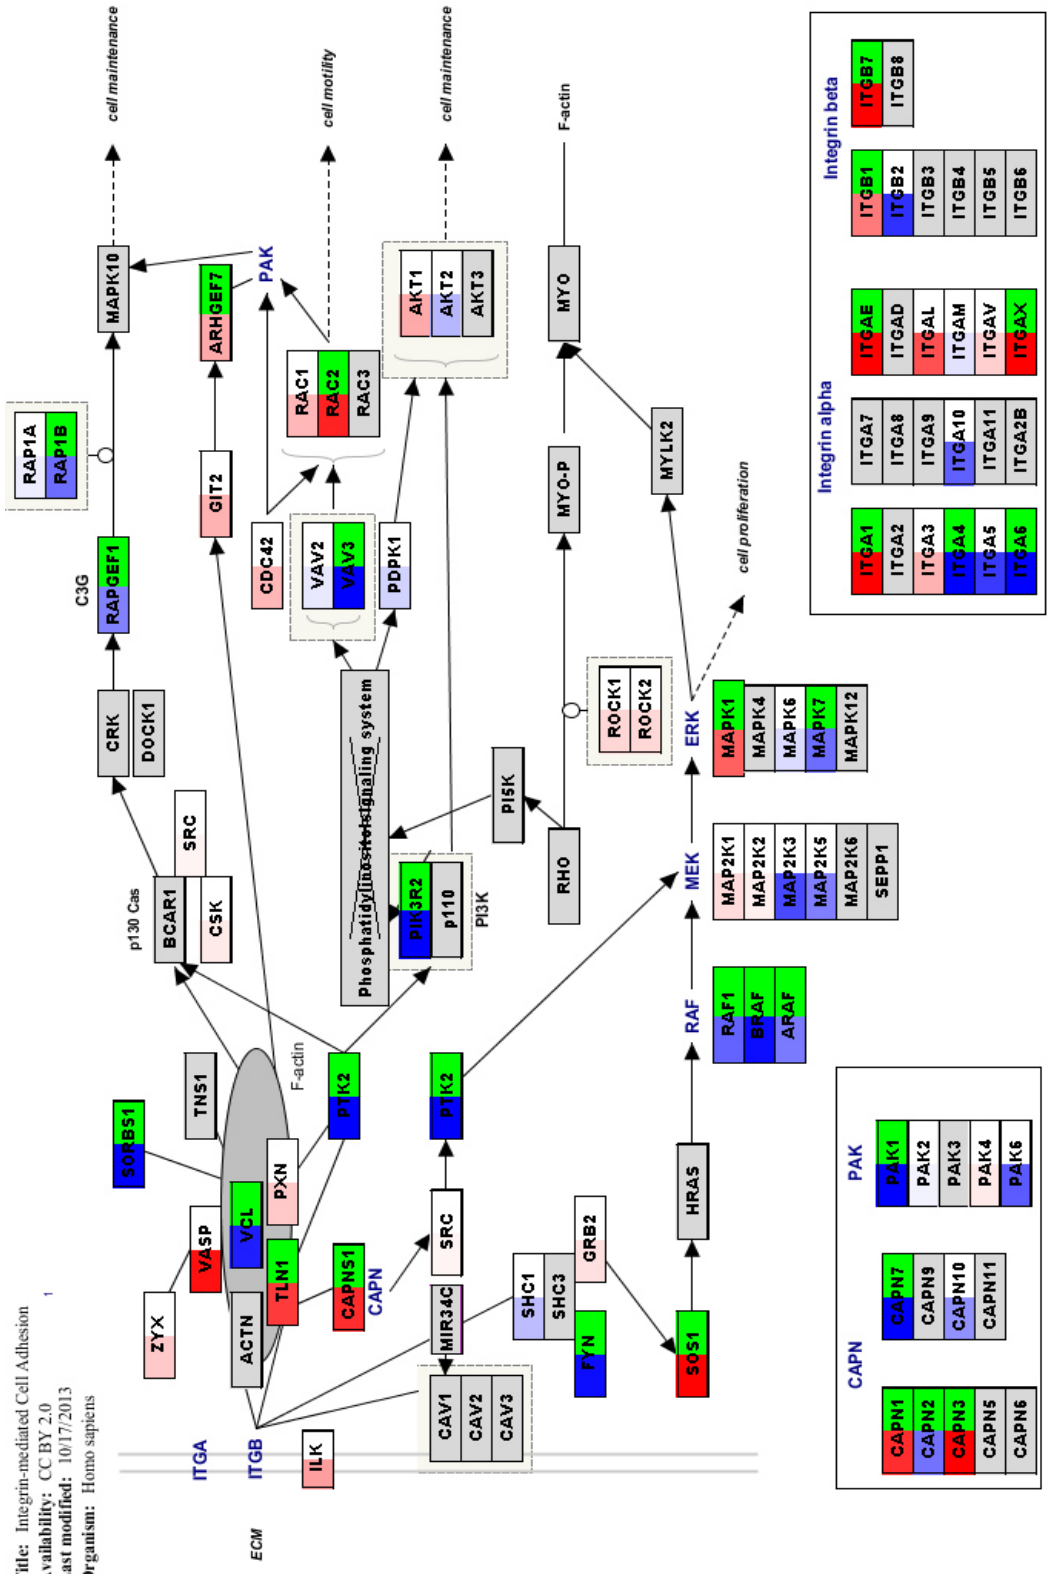 Title: Integrin-mediated Cell Adhesion
Availability: CC BY 2.0
Last modified: 10/17/2013
Organism: Homo sapiens
1
ECM
ITGA
ITGB
ILK
ZYX
VASP
SORBS1
TNS1
ACTN
VCL
TLN1
PXN
F-actin
CAPNS1
CAPN
PTK2
CAV1
CAV2
CAV3
MIR34C
SRC
PTK2
SHC1
SHC3
FYN
GRB2
SOS1
HRAS
RAF
RAF1
BRAF
ARAF
MEK
MAP2K1
MAP2K2
MAP2K3
MAP2K5
MAP2K6
SEPP1
ERK
MAPK1
MAPK4
MAPK6
MAPK7
MAPK12
p130 Cas
BCAR1
CSK
SRC
CRK
DOCK1
C3G
RAPGEF1
RAP1A
RAP1B
MAPK10
cell maintenance
GIT2
ARHGEF7
PAK
CDC42
RAC1
RAC2
RAC3
cell motility
VAV2
VAV3
Phosphatidylinositol signaling system
PDPK1
PIK3R2
p110
PI3K
AKT1
AKT2
AKT3
cell maintenance
PI5K
RHO
MYO-P
MYO
F-actin
ROCK1
ROCK2
MYLK2
cell proliferation
CAPN
CAPN1
CAPN2
CAPN3
CAPN5
CAPN6
CAPN7
CAPN9
CAPN10
CAPN11
PAK
PAK1
PAK2
PAK3
PAK4
PAK6
Integrin alpha
ITGA1
ITGA2
ITGA3
ITGA4
ITGA5
ITGA6
ITGA7
ITGA8
ITGA9
ITGA10
ITGA11
ITGA2B
ITGAE
ITGAD
ITGAL
ITGAM
ITGAV
ITGAX
Integrin beta
ITGB1
ITGB2
ITGB3
ITGB4
ITGB5
ITGB6
ITGB7
ITGB8